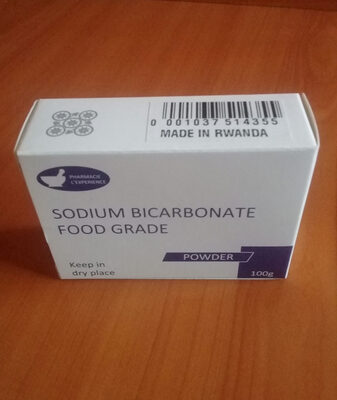 0 001037 514355
MADE IN RWANDA
PHARMACIE
L'EXPERIENCE
SODIUM BICARBONATE
FOOD GRADE
POWDER
Keep in
dry place
100g